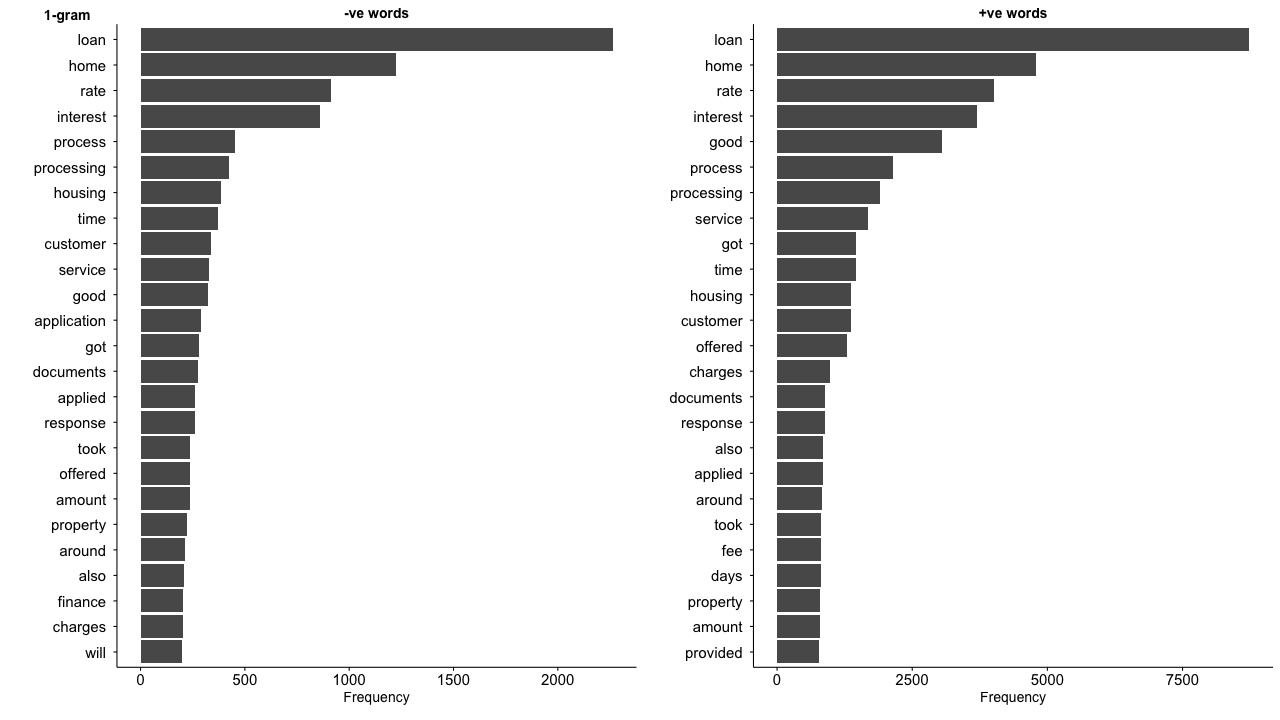 1-gram
-ve words
loan
home
rate
interest
process
processing
housing
time
customer
service
good
application
got
documents
applied
response
took
offered
amount
property
around
also
finance
charges
will
0 500 1000 1500 2000
Frequency
+ve words
loan
home
rate
interest
good
process
processing
service
got
time
housing
customer
offered
charges
documents
response
also
applied
around
took
fee
days
property
amount
provided
0 2500 5000 7500
Frequency